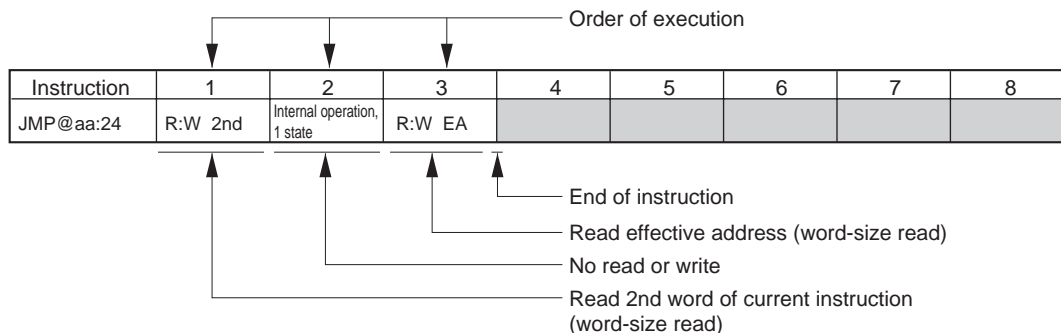 Order of execution
Instruction 1 2 3 4 5 6 7 8
JMP@aa:24 R:W 2nd Internal operation, 1 state R:W EA
End of instruction
Read effective address (word-size read)
No read or write
Read 2nd word of current instruction
(word-size read)